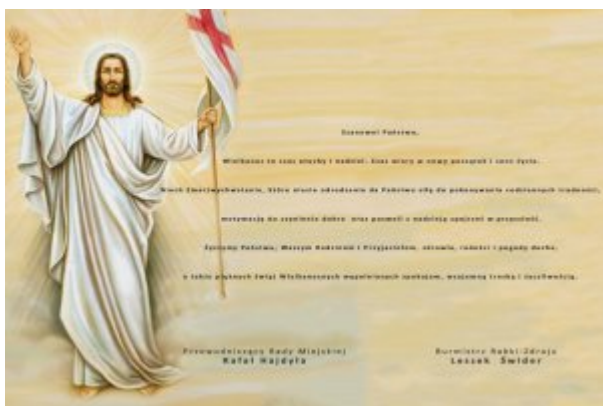 Szanowni Państwo,
Wielkanoc to czas otuchy i nadziei. Czas wiary w nowy początek i sens życia.
Niech Zmartwychwstanie, które niesie odrodzenie da Państwu siłę do pokonywania codziennych trudności,
motywację do czynienia dobra oraz pozwoli z nadzieją spojrzeć w przyszłość.
Życzymy Państwu, Waszym Rodzinom i Przyjaciołom, zdrowia, radości i pogody ducha,
a także pięknych Świąt Wielkanocnych wypełnionych spokojem, wzajemną troską i życzliwością.
Przewodniczący Rady Miejskiej
Rafał Hajdyła
Burmistrz Rabki-Zdroju
Leszek Świder